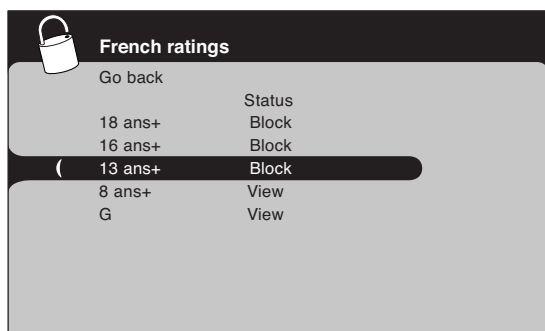 French ratings
Go back
Status
18 ans+ Block
16 ans+ Block
13 ans+ Block
8 ans+ View
G View